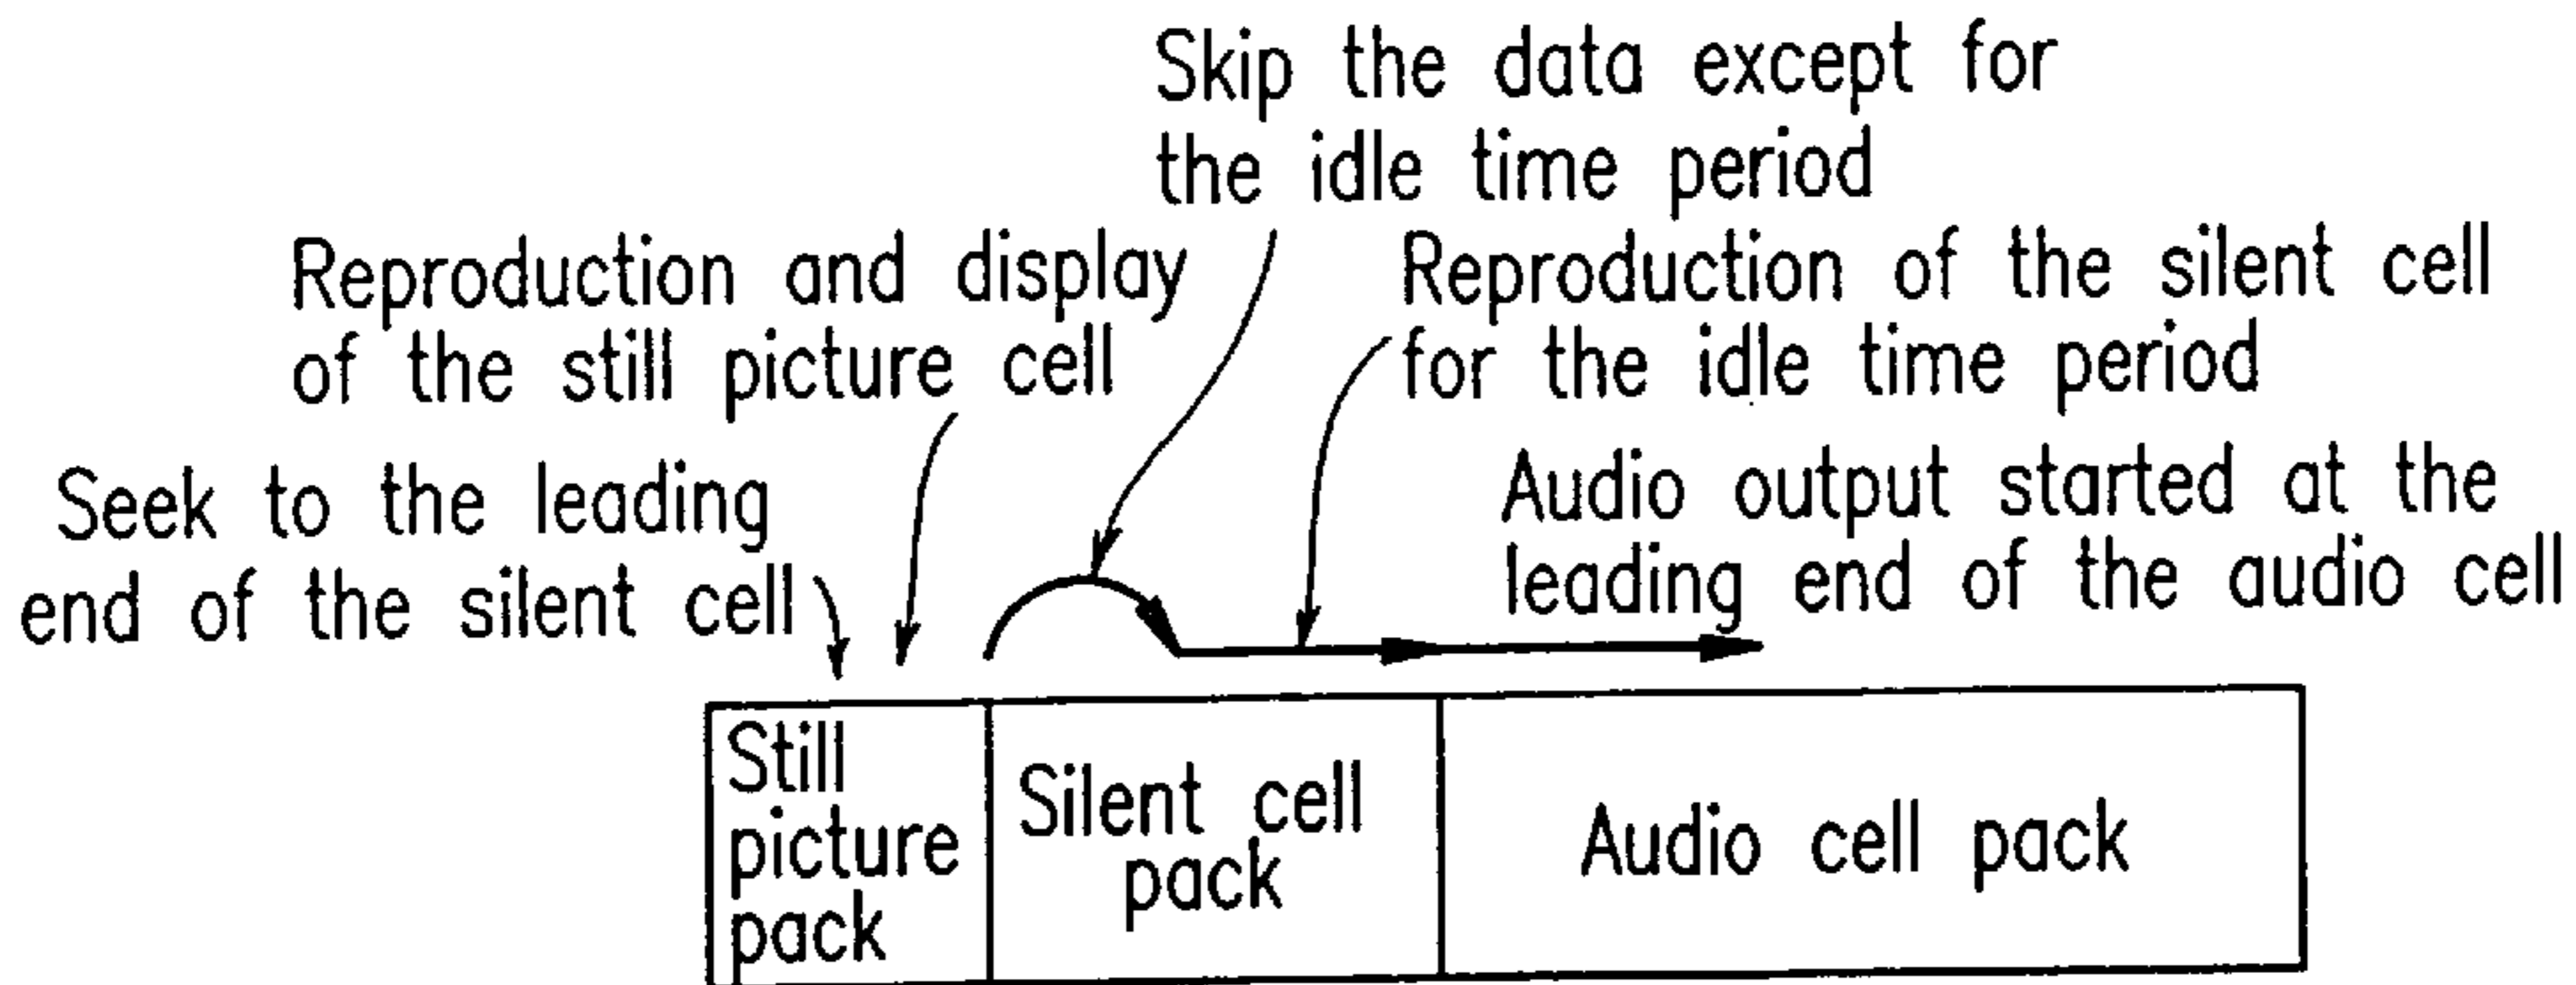 Skip the data except for
the idle time period
Reproduction and display
of the still picture cell
Reproduction of the silent cell
for the idle time period
Seek to the leading
end of the silent cell
Audio output started at the
leading end of the audio cell
Still
picture
pack
Silent cell
pack
Audio cell pack